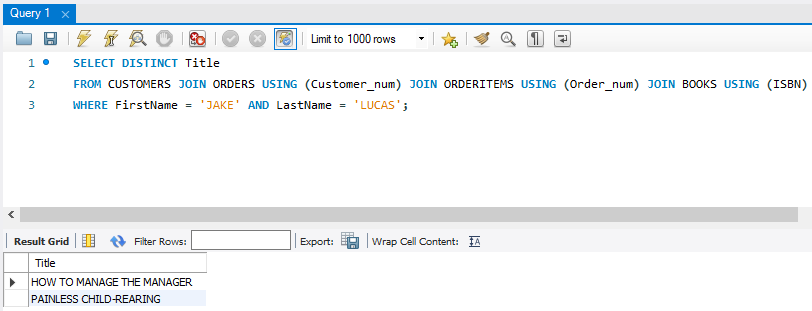 Query 1
Limit to 1000 rows
1 SELECT DISTINCT Title
2 FROM CUSTOMERS JOIN ORDERS USING (Customer_num) JOIN ORDERITEMS USING (Order_num) JOIN BOOKS USING (ISBN)
3 WHERE FirstName = 'JAKE' AND LastName = 'LUCAS';
Result Grid Filter Rows: Export: Wrap Cell Content: IA
Title
HOW TO MANAGE THE MANAGER
PAINLESS CHILD-REARING